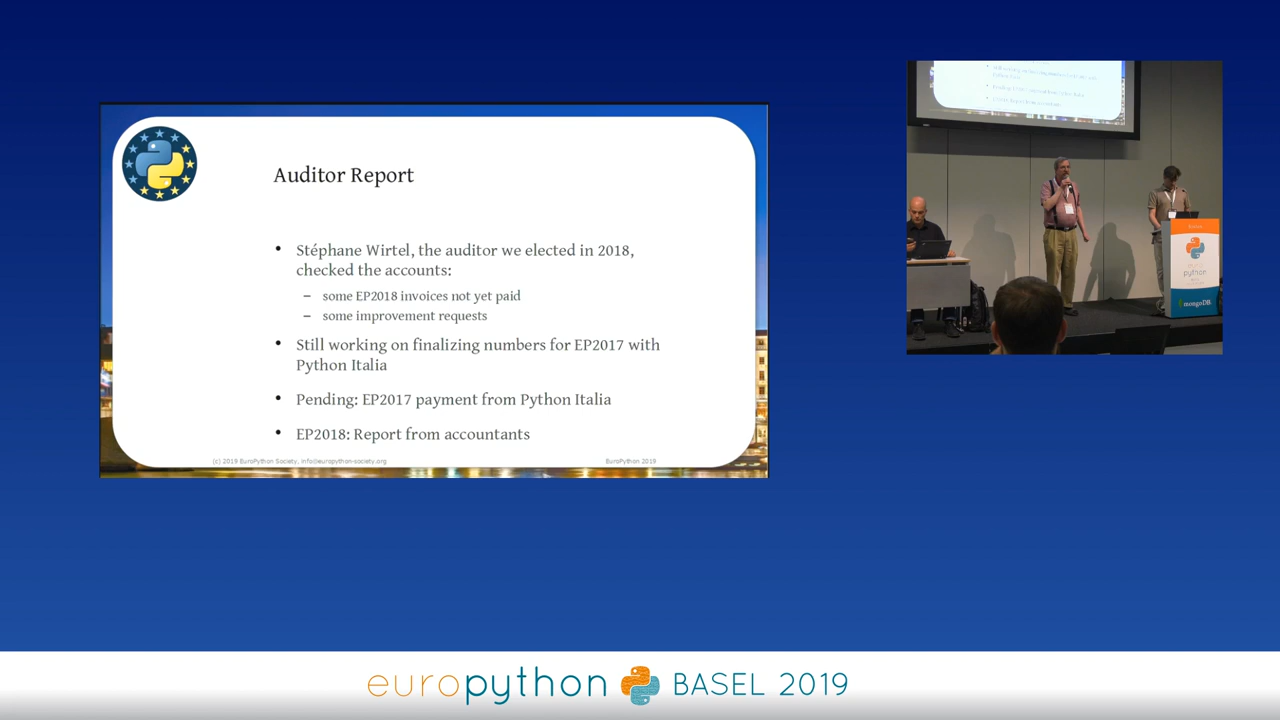 Auditor Report
• Stéphane Wirtel, the auditor we elected in 2018,
checked the accounts:
– some EP2018 invoices not yet paid
– some improvement requests
• Still working on finalizing numbers for EP2017 with
Python Italia
• Pending: EP2017 payment from Python Italia
• EP2018: Report from accountants
(c) 2019 EuroPython Society, info@europython-society.org
EuroPython 2019
python
mongoDB
europython BASEL 2019